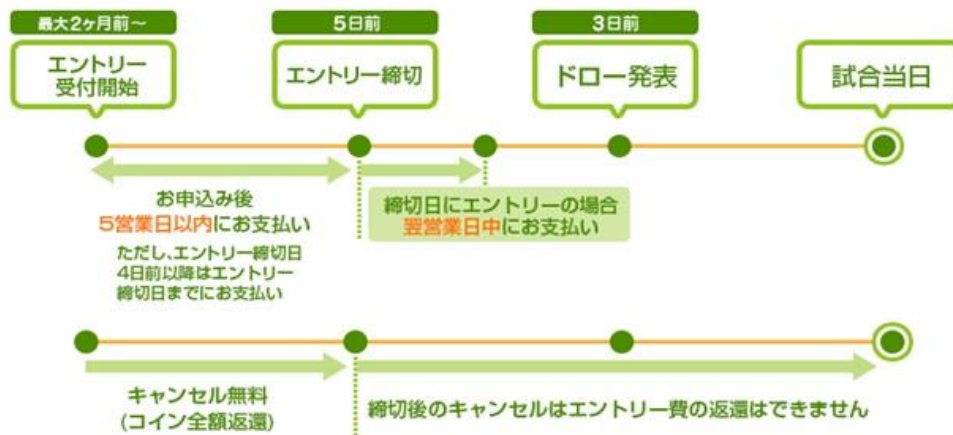 最大2ヶ月前～
エントリー
受付開始
5日前
エントリー締切
3日前
ドロー発表
試合当日
お申込み後
5営業日以内にお支払い
ただし、エントリー締切日
4日前以降はエントリー
締切日までにお支払い
締切日にエントリーの場合
翌営業日中にお支払い
キャンセル無料
(コイン全額返還)
締切後のキャンセルはエントリー費の返還はできません